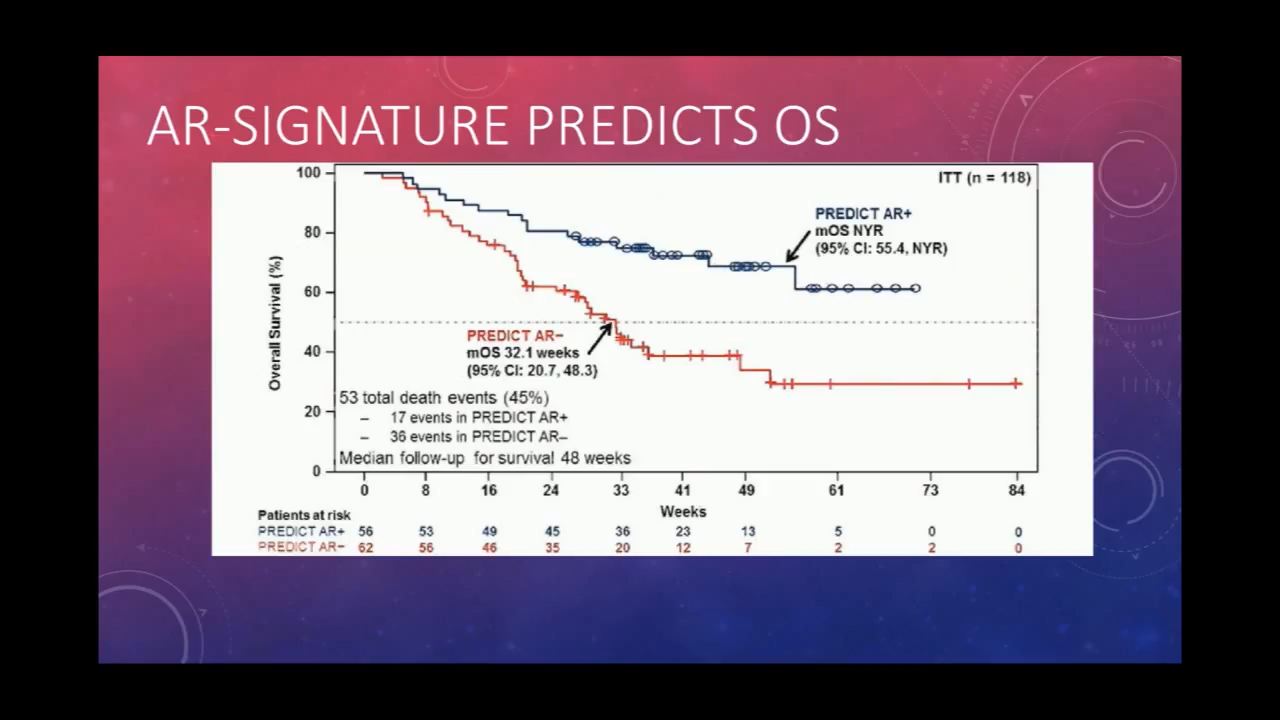 AR-SIGNATURE PREDICTS OS
ITT (n = 118)
PREDICT AR+
mOS NYR
(95% CI: 55.4, NYR)
100
80
60
40
20
0
Overall Survival (%)
PREDICT AR–
mOS 32.1 weeks
(95% CI: 20.7, 48.3)
53 total death events (45%)
– 17 events in PREDICT AR+
– 36 events in PREDICT AR–
Median follow-up for survival 48 weeks
0 8 16 24 33 41 49 61 73 84
Weeks
Patients at risk
PREDICT AR+ 56 53 49 45 36 23 13 5 0 0
PREDICT AR– 62 56 46 35 20 12 7 2 2 0